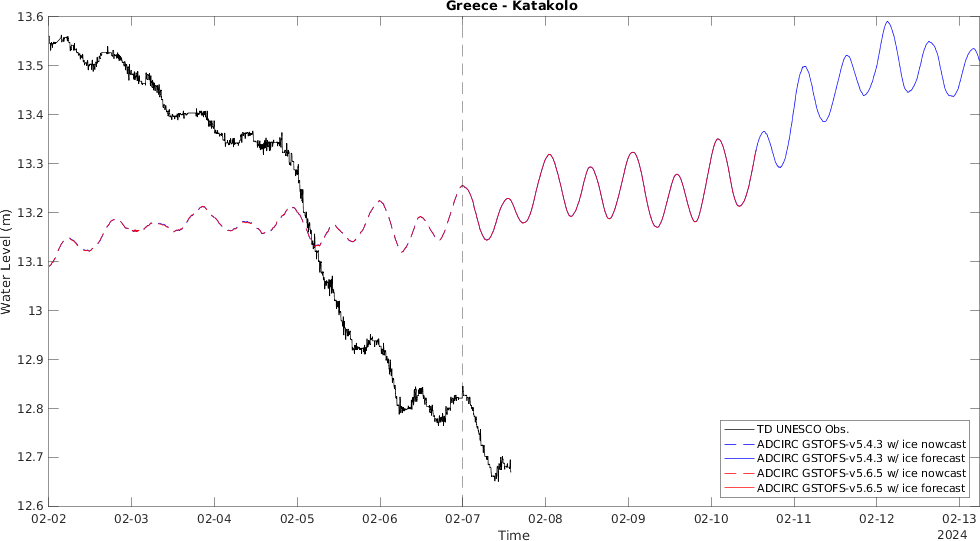 Greece - Katakolo
Water Level (m)
13.6
13.5
13.4
13.3
13.2
13.1
13
12.9
12.8
12.7
12.6
TD UNESCO Obs.
ADCIRC GSTOFS-v5.4.3 w/ ice nowcast
ADCIRC GSTOFS-v5.4.3 w/ ice forecast
ADCIRC GSTOFS-v5.6.5 w/ ice nowcast
ADCIRC GSTOFS-v5.6.5 w/ ice forecast
02-02 02-03 02-04 02-05 02-06 02-07 02-08 02-09 02-10 02-11 02-12 02-13
Time
2024